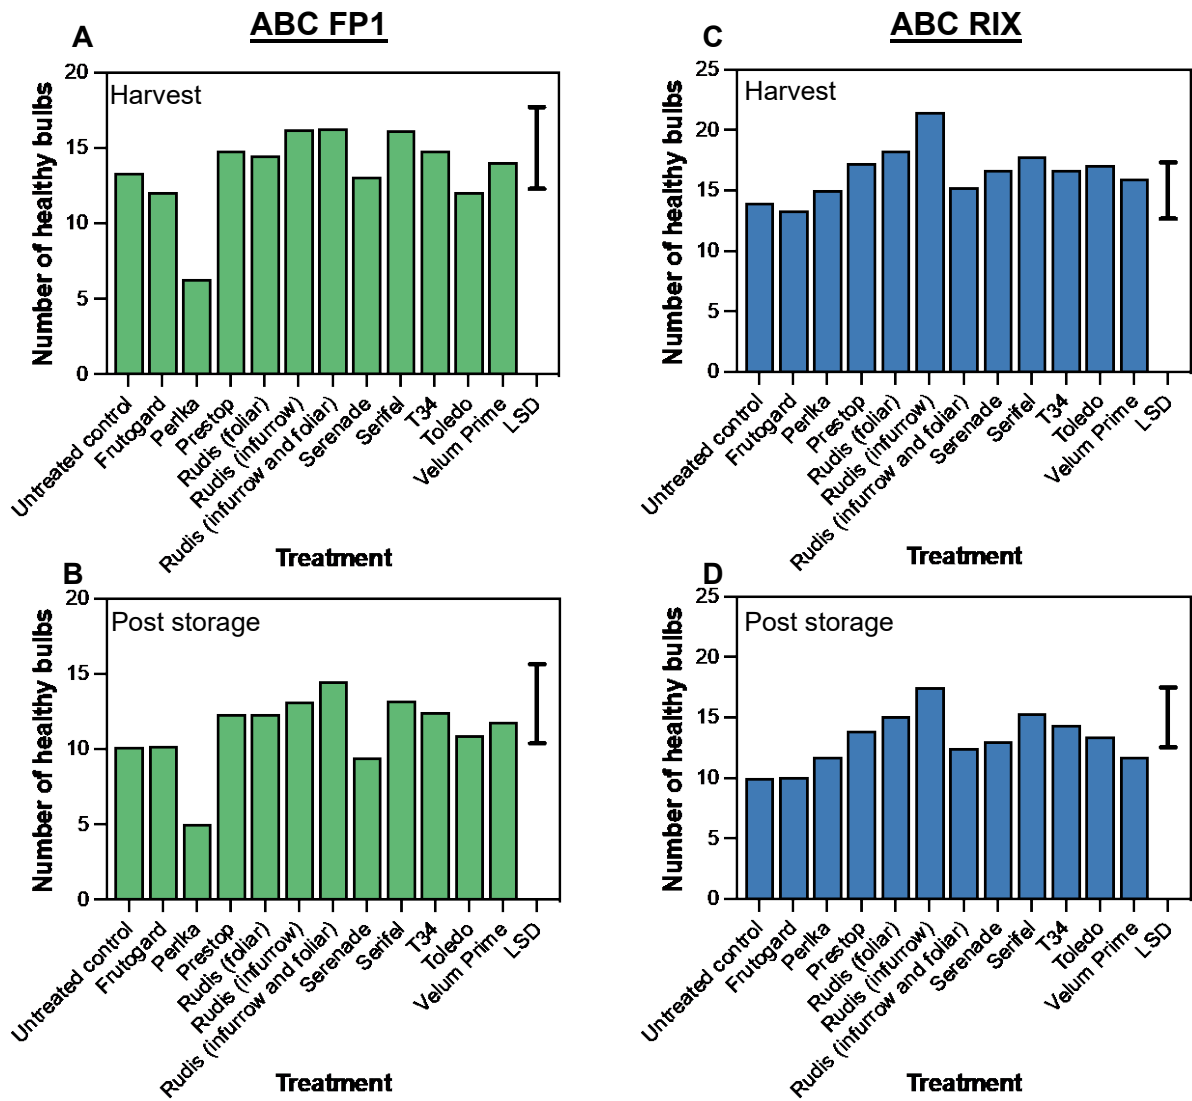 ABC FP1
A
20
15
10
5
0
Number of healthy bulbs
Harvest
Untreated control
Frutogard
Perlka
Prestop
Rudis (foliar)
Rudis (infurrow)
Rudis (infurrow and foliar)
Serenade
Serifel
T34
Toledo
Velum Prime
LSD
Treatment
ABC RIX
C
25
20
15
10
5
0
Number of healthy bulbs
Harvest
Untreated control
Frutogard
Perlka
Prestop
Rudis (foliar)
Rudis (infurrow)
Rudis (infurrow and foliar)
Serenade
Serifel
T34
Toledo
Velum Prime
LSD
Treatment
B
20
15
10
5
0
Number of healthy bulbs
Post storage
Untreated control
Frutogard
Perlka
Prestop
Rudis (foliar)
Rudis (infurrow)
Rudis (infurrow and foliar)
Serenade
Serifel
T34
Toledo
Velum Prime
LSD
Treatment
D
25
20
15
10
5
0
Number of healthy bulbs
Post storage
Untreated control
Frutogard
Perlka
Prestop
Rudis (foliar)
Rudis (infurrow)
Rudis (infurrow and foliar)
Serenade
Serifel
T34
Toledo
Velum Prime
LSD
Treatment